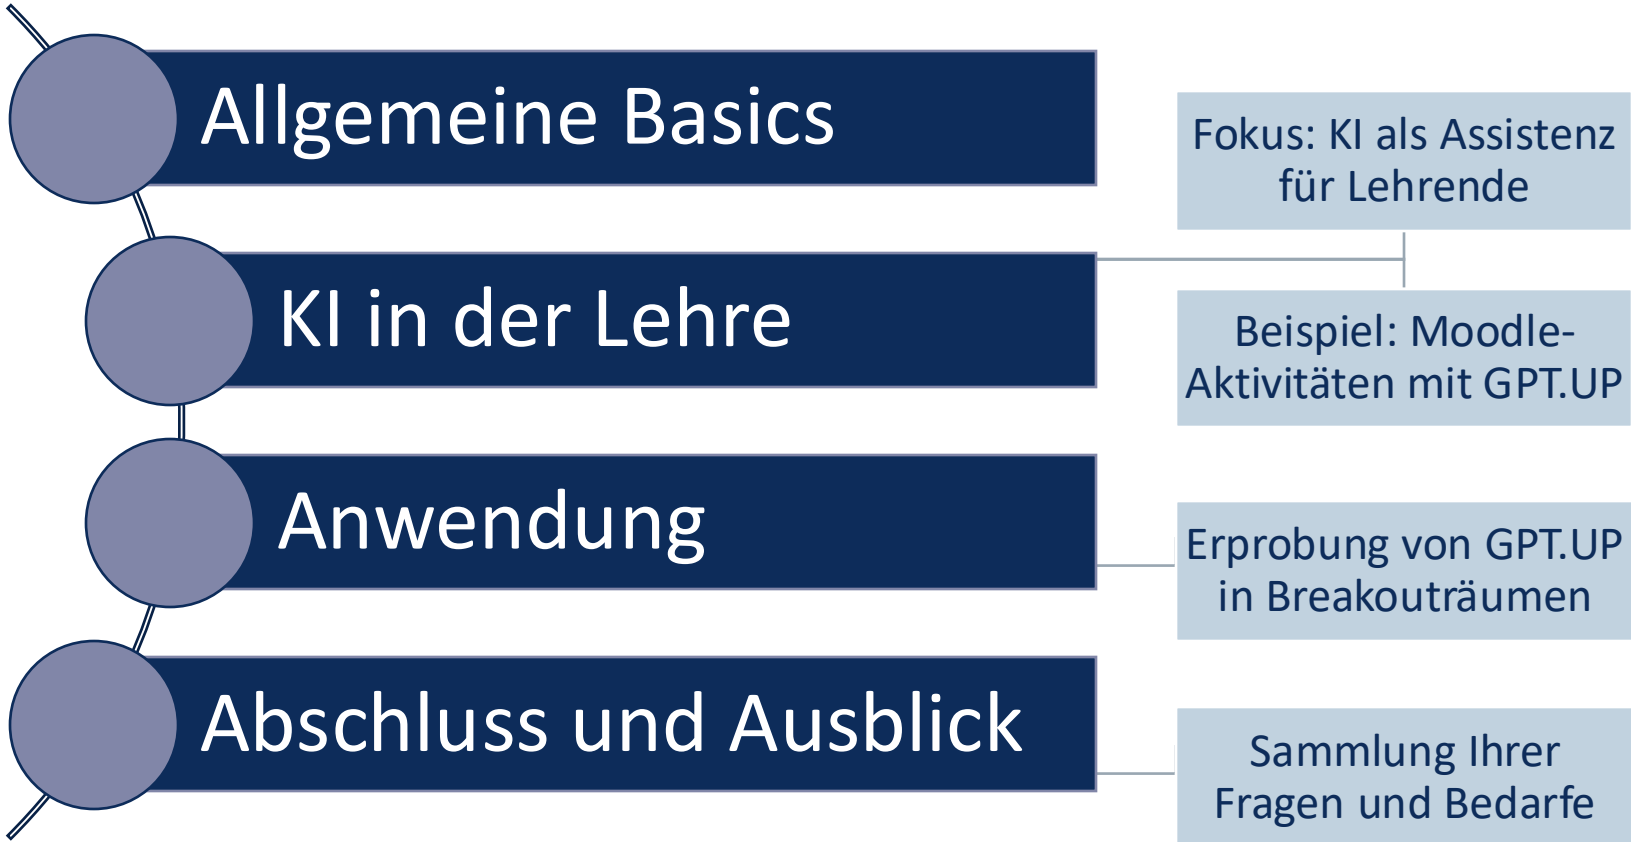 Allgemeine Basics
KI in der Lehre
Fokus: KI als Assistenz
für Lehrende
Beispiel: Moodle-
Aktivitäten mit GPT.UP
Anwendung
Erprobung von GPT.UP
in Breakouträumen
Abschluss und Ausblick
Sammlung Ihrer
Fragen und Bedarfe